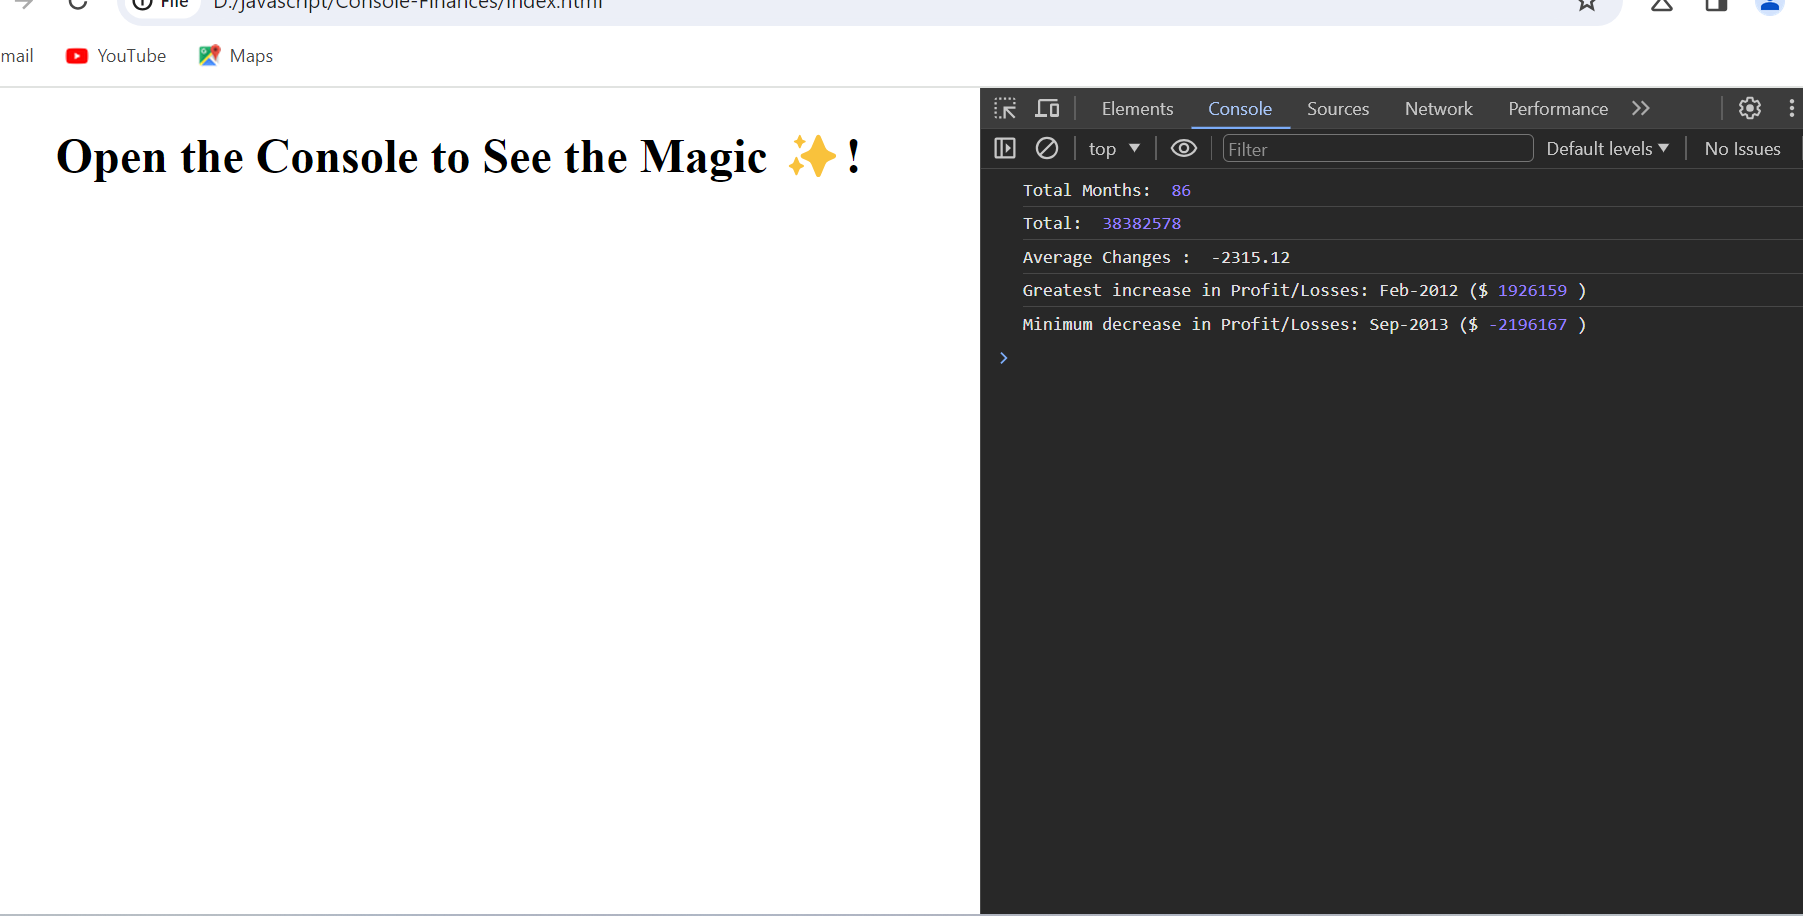 File D:/javascript/Console-Finances/index.html
mail YouTube Maps
Open the Console to See the Magic ✨!
Elements Console Sources Network Performance
top Filter Default levels No Issues
Total Months: 86
Total: 38382578
Average Changes : -2315.12
Greatest increase in Profit/Losses: Feb-2012 ($ 1926159 )
Minimum decrease in Profit/Losses: Sep-2013 ($ -2196167 )